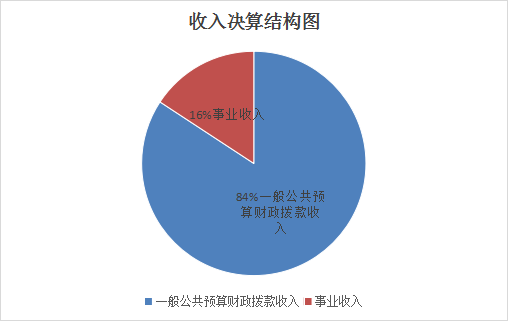 收入决算结构图
16%事业收入
84%一般公共预
算财政拨款收
入
一般公共预算财政拨款收入 事业收入